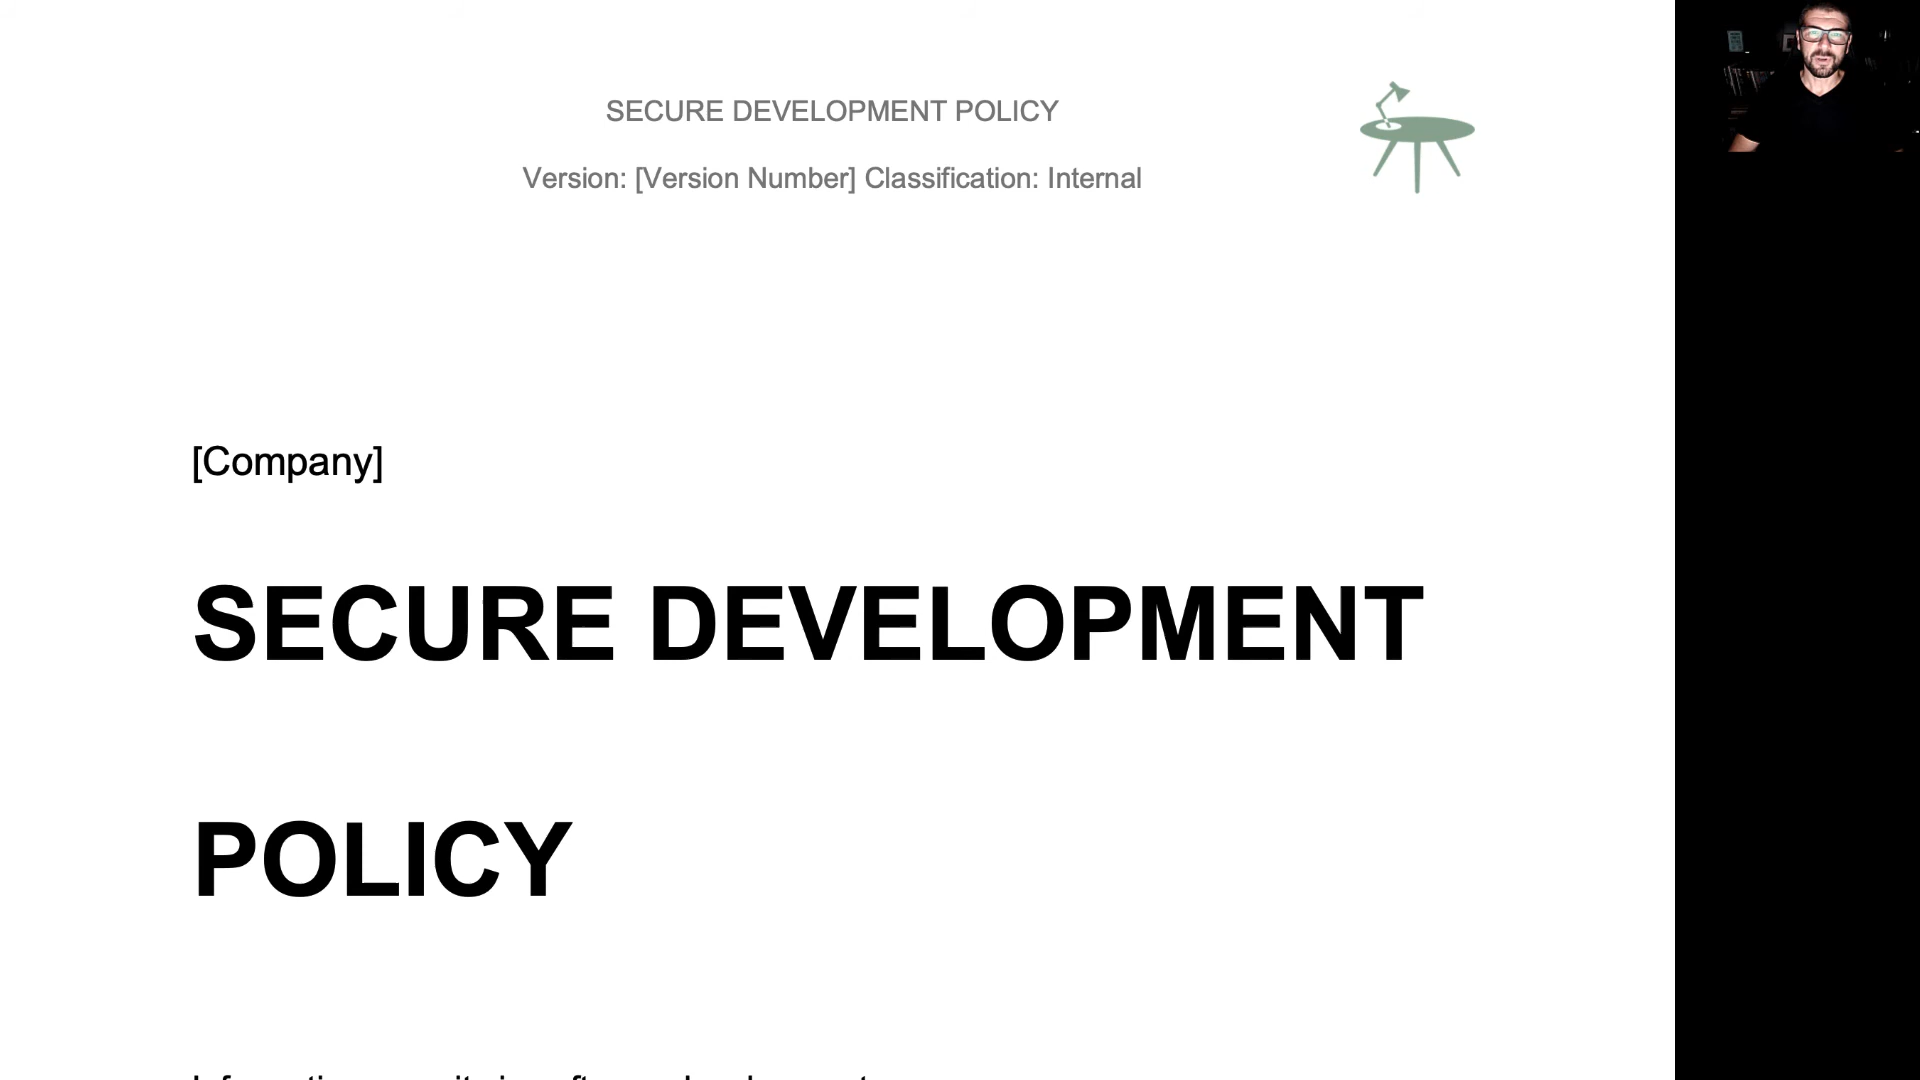 SECURE DEVELOPMENT POLICY
Version: [Version Number] Classification: Internal
[Company]
SECURE DEVELOPMENT
POLICY